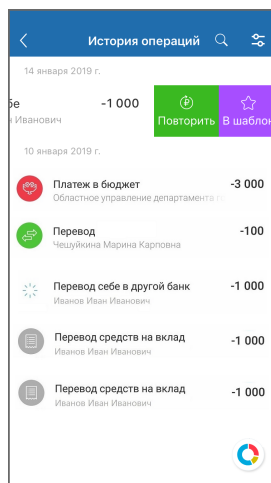 История операций
14 января 2019 г.
бе -1 000
Иванович
Повторить
В шаблон
10 января 2019 г.
Платеж в бюджет -3 000
Областное управление департамента
Перевод -100
Чешуйкина Марина Карповна
Перевод себе в другой банк -1 000
Иванов Иван Иванович
Перевод средств на вклад -1 000
Иванов Иван Иванович
Перевод средств на вклад -1 000
Иванов Иван Иванович